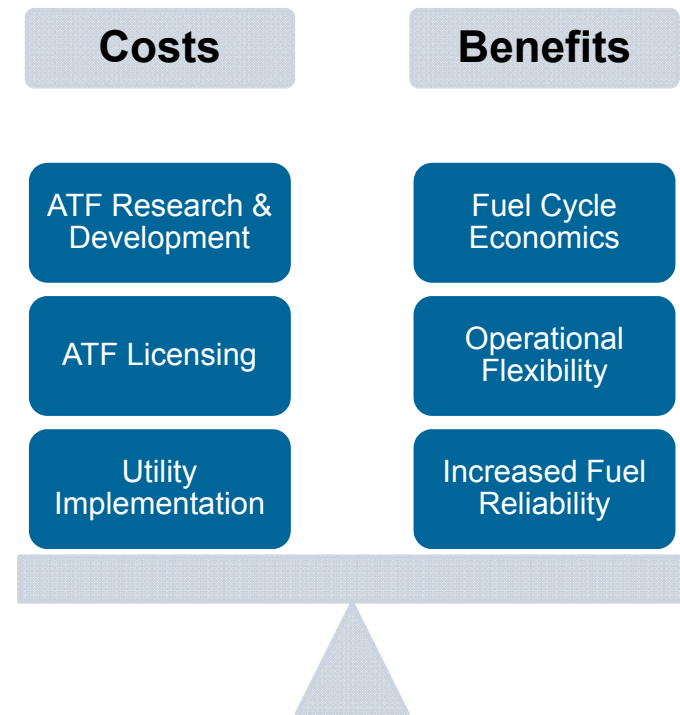 Costs
Benefits
ATF Research &
Development
Fuel Cycle
Economics
ATF Licensing
Operational
Flexibility
Utility
Implementation
Increased Fuel
Reliability